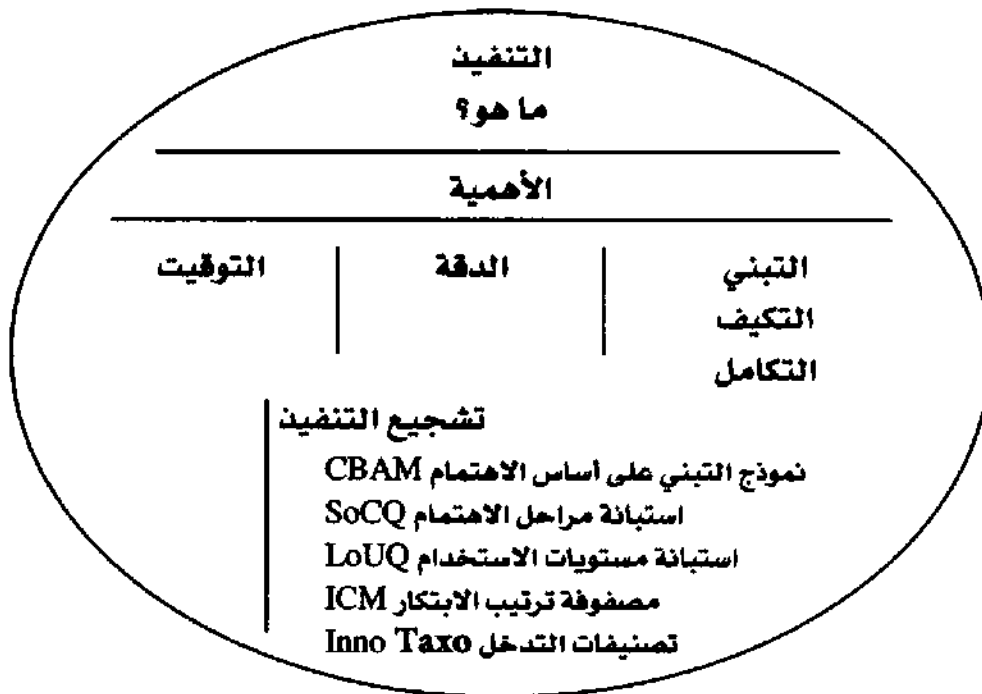 التنفيذ
ما هو؟
الأهمية
التبني
الدقة
التوقيت
التكيف
التكامل
تشجيع التنفيذ
نموذج التبني على أساس الاهتمام CBAM
استبانة مراحل الاهتمام SoCQ
استبانة مستويات الاستخدام LoUQ
مصفوفة ترتيب الابتكار ICM
تصنيفات التدخل Inno Taxo